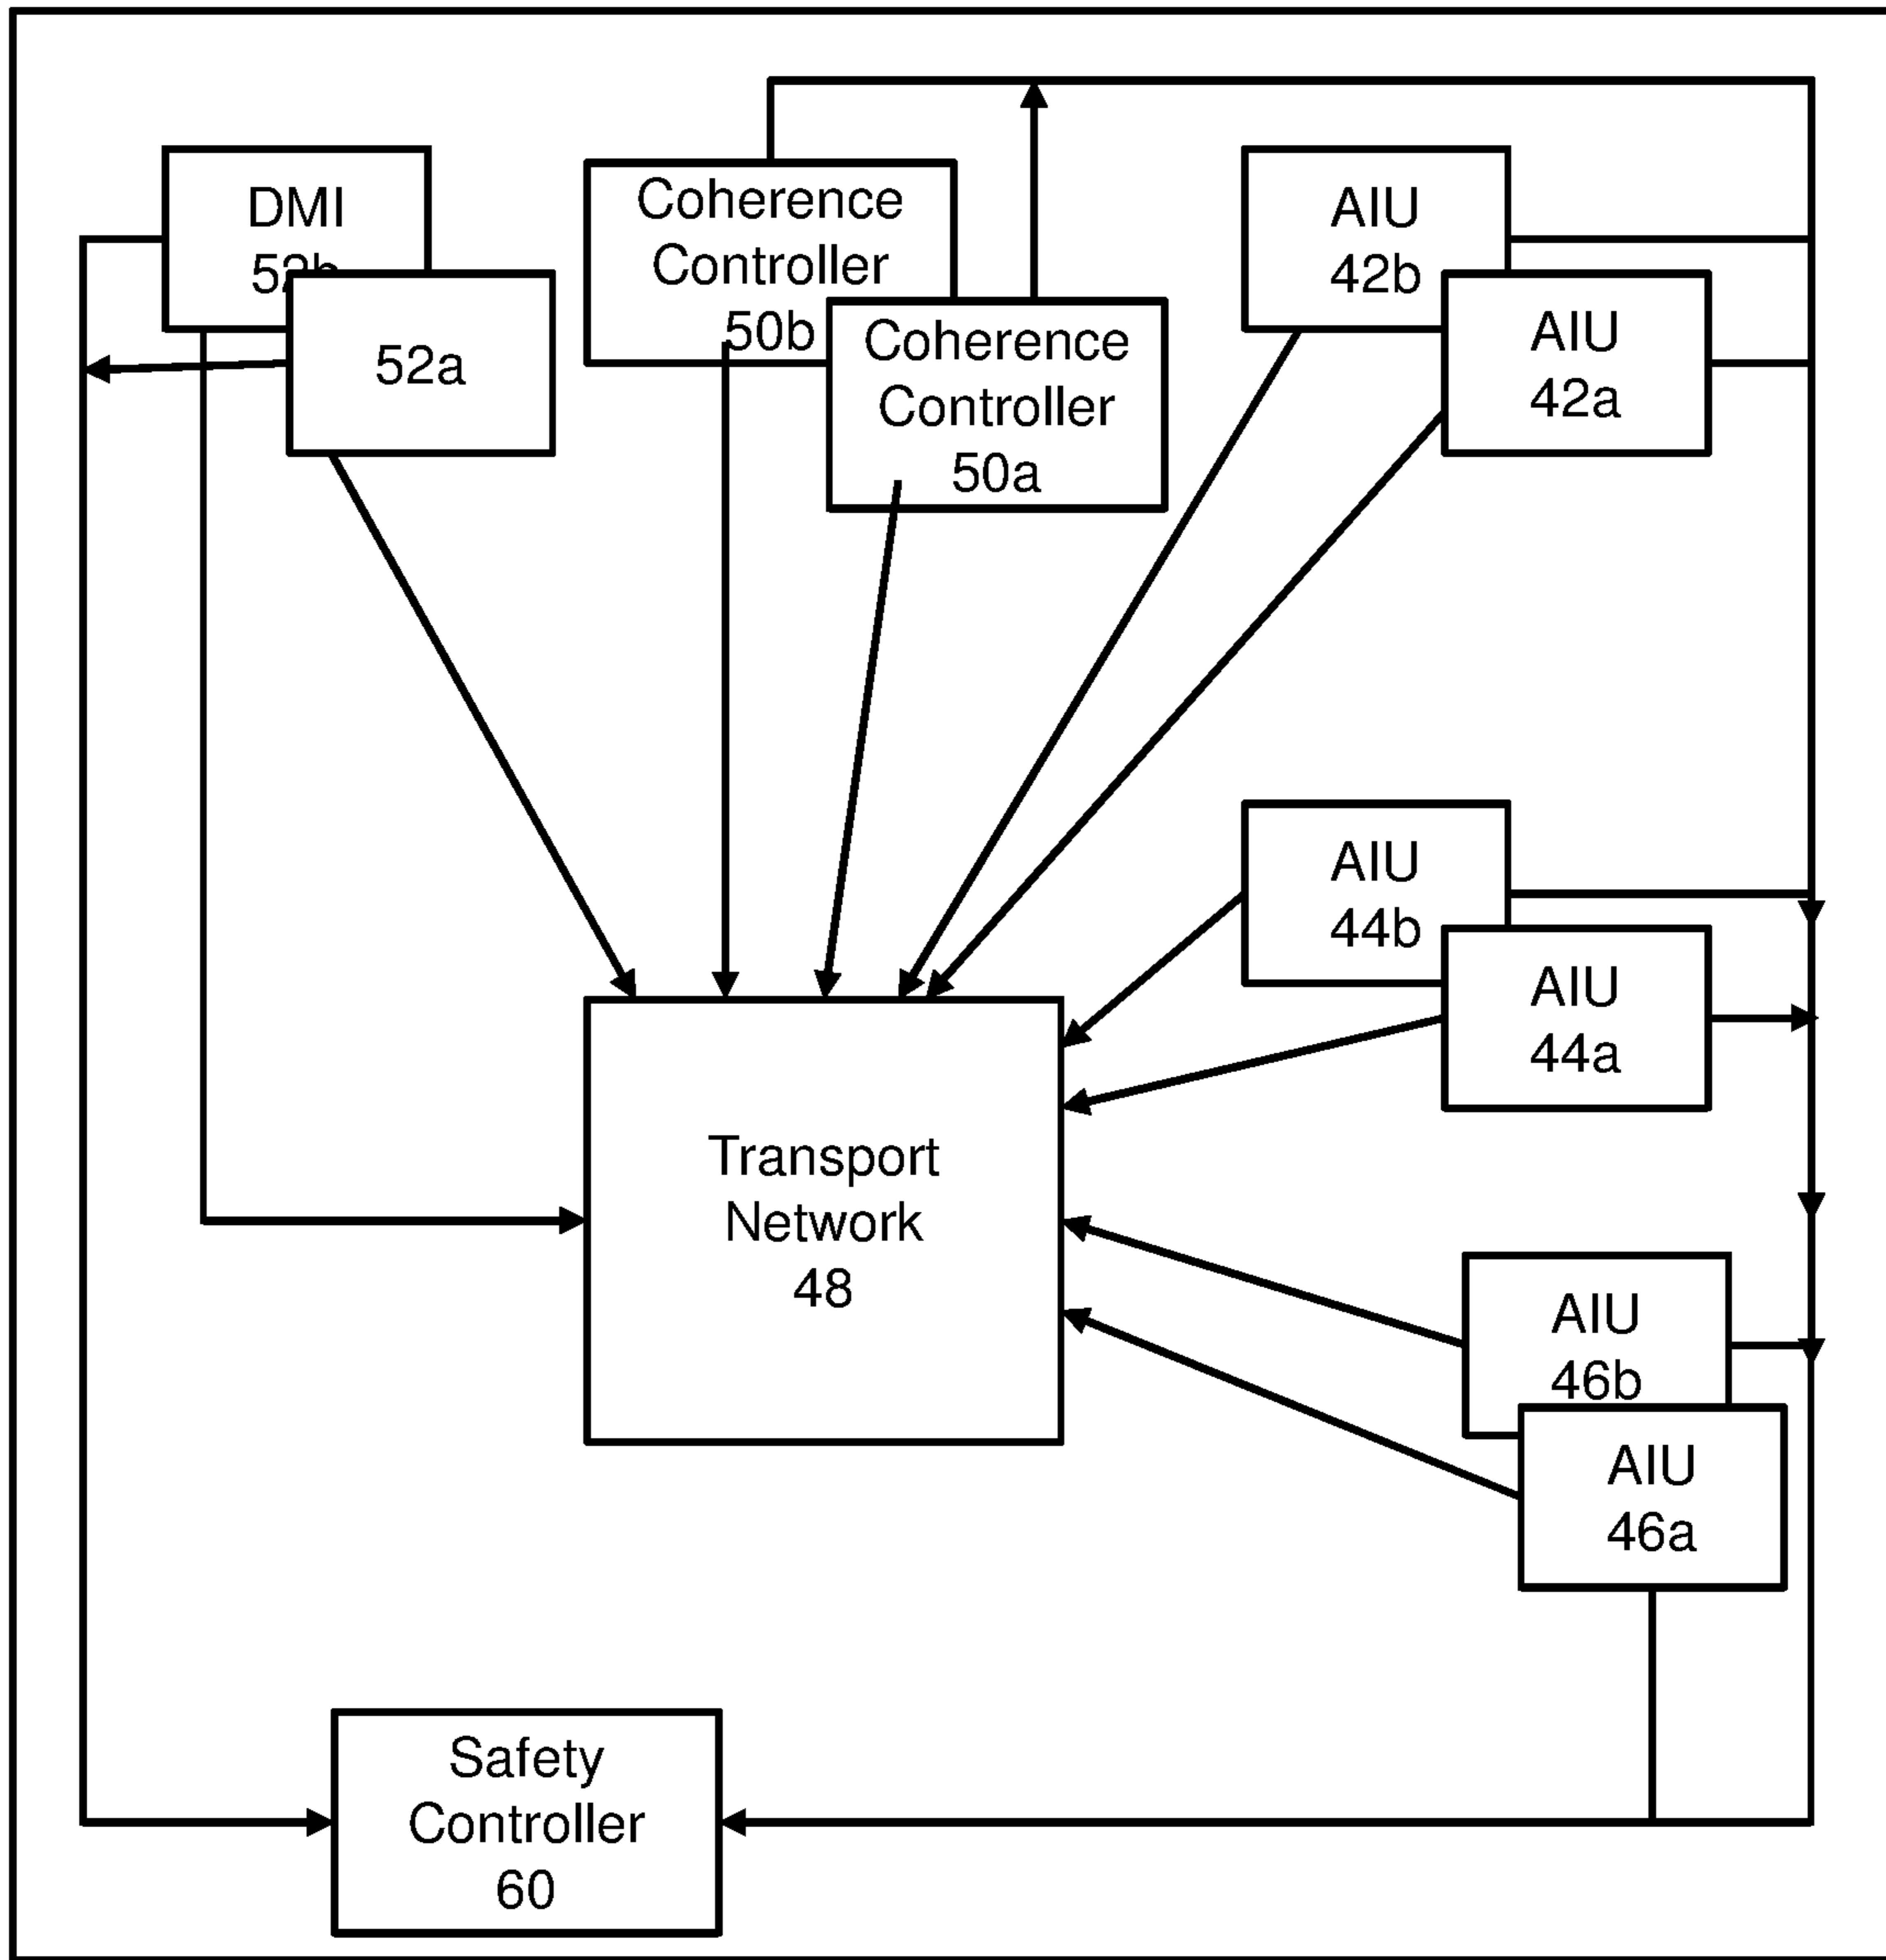 DMI
52b
52a
Coherence
Controller
50b
Coherence
Controller
50a
AIU
42b
AIU
42a
AIU
44b
AIU
44a
Transport
Network
48
AIU
46b
AIU
46a
Safety
Controller
60